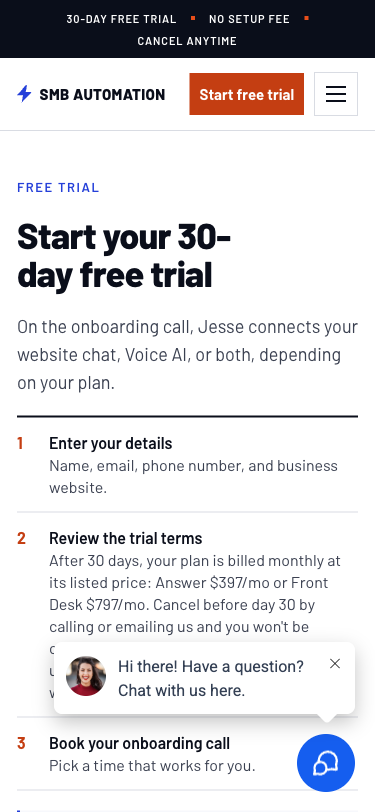 30-DAY FREE TRIAL ▪ NO SETUP FEE ▪
CANCEL ANYTIME
SMB AUTOMATION
Start free trial
FREE TRIAL
Start your 30-
day free trial
On the onboarding call, Jesse connects your
website chat, Voice AI, or both, depending
on your plan.
1 Enter your details
Name, email, phone number, and business
website.
2 Review the trial terms
After 30 days, your plan is billed monthly at
its listed price: Answer $397/mo or Front
Desk $797/mo. Cancel before day 30 by
calling or emailing us and you won't be
Hi there! Have a question?
Chat with us here.
3 Book your onboarding call
Pick a time that works for you.